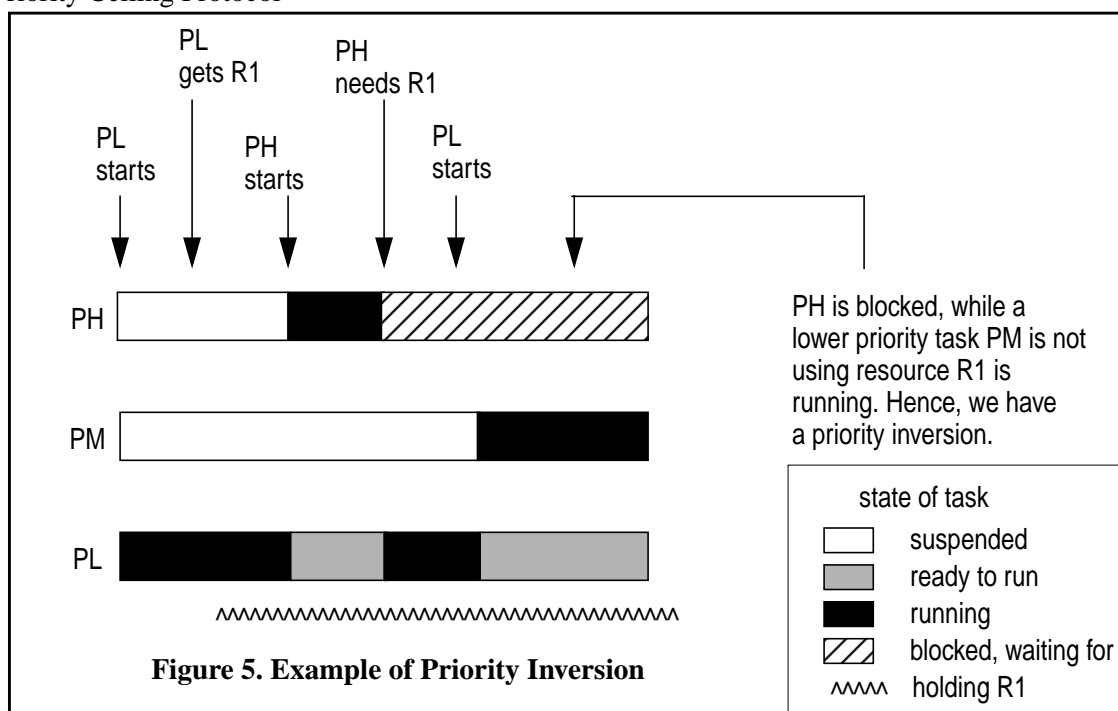 Ceiling Protocol
PL
gets R1
PH
needs R1
PL
starts
PH
starts
PL
starts
PH
PM
PL
PH is blocked, while a
lower priority task PM is not
using resource R1 is
running. Hence, we have
a priority inversion.
state of task
suspended
ready to run
running
blocked, waiting for
holding R1
Figure 5. Example of Priority Inversion